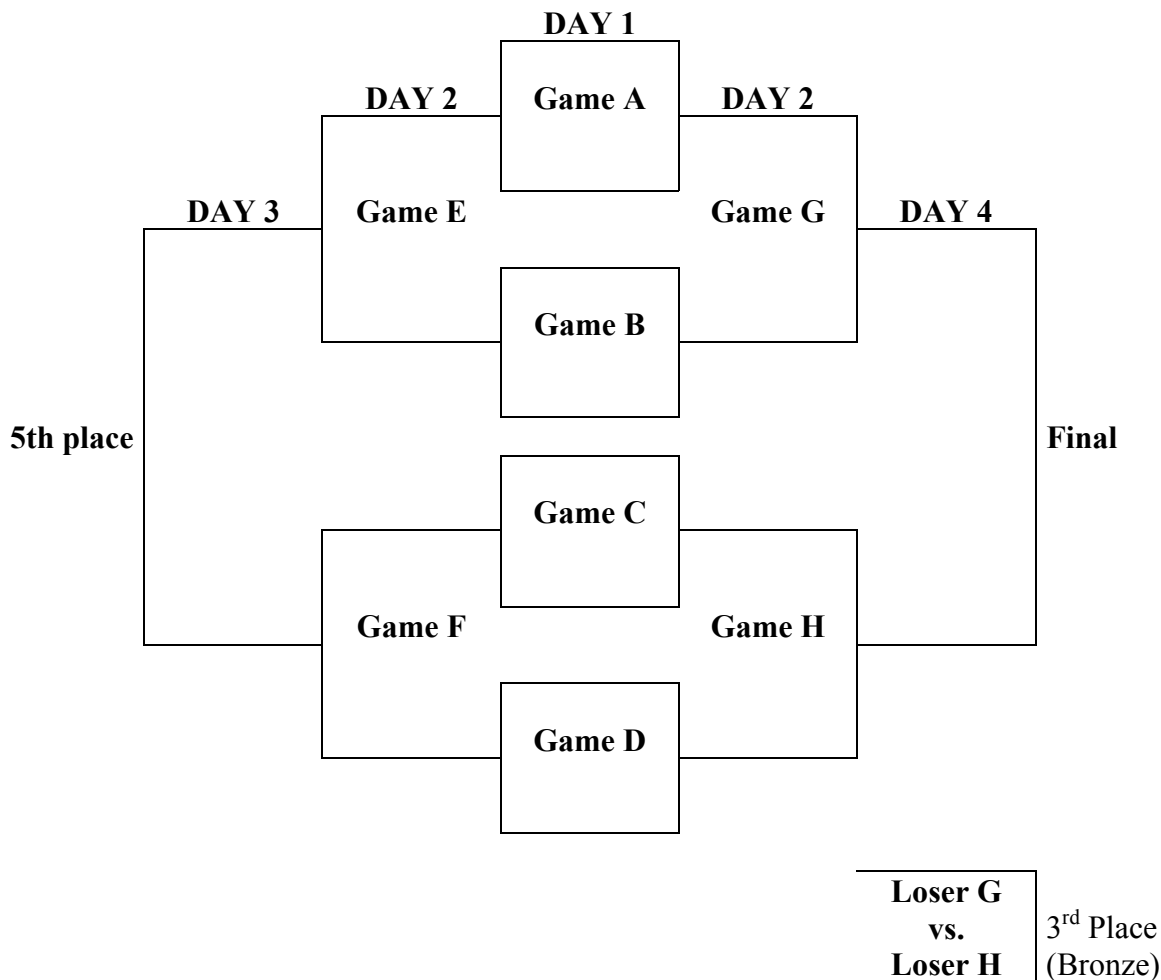 DAY 1
DAY 2
Game A
DAY 2
DAY 3
Game E
Game G
DAY 4
Game B
5th place
Final
Game C
Game F
Game H
Game D
Loser G
vs.
Loser H
3rd Place
(Bronze)